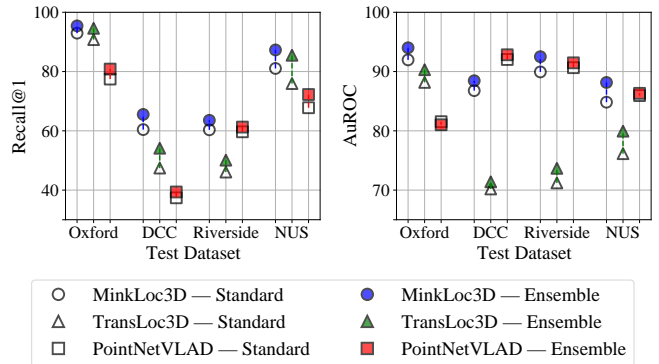 Recall@1
100
80
60
40
Oxford DCC Riverside NUS
Test Dataset
AuROC
100
90
80
70
Oxford DCC Riverside NUS
Test Dataset
MinkLoc3D — Standard
MinkLoc3D — Ensemble
TransLoc3D — Standard
TransLoc3D — Ensemble
PointNetVLAD — Standard
PointNetVLAD — Ensemble